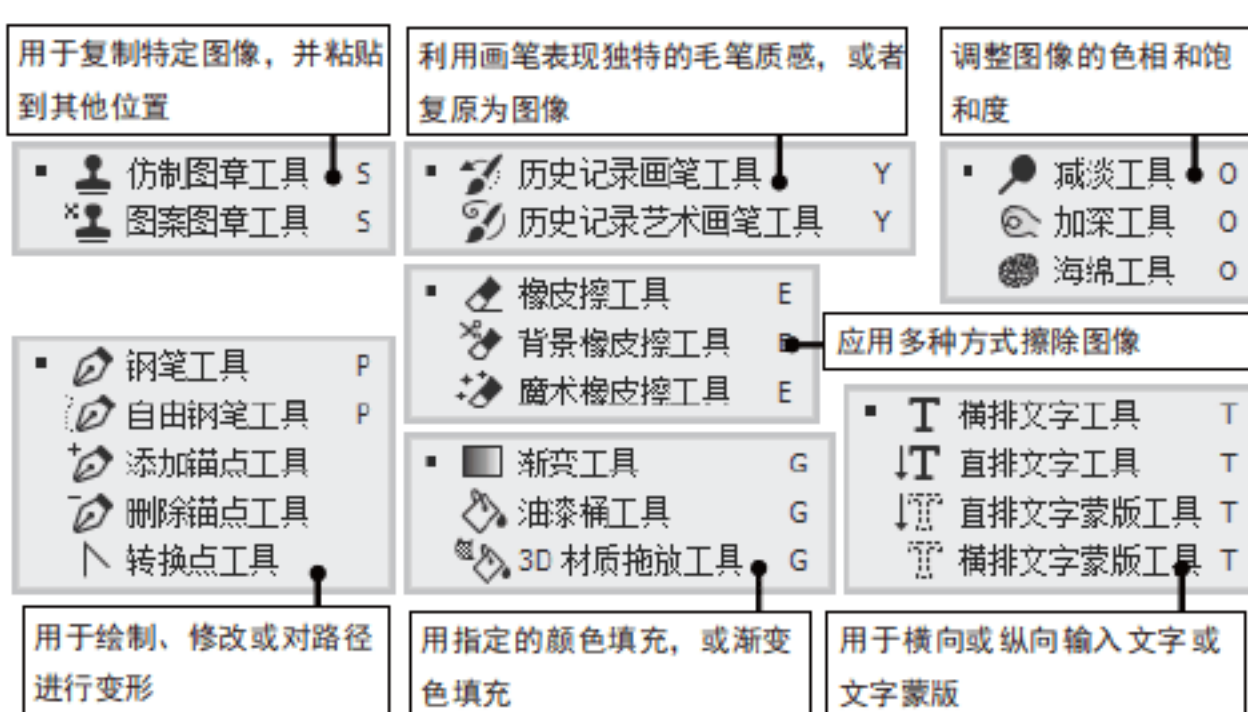 用于复制特定图像，并粘贴
到其他位置
仿制图章工具 S
图案图章工具 S
利用画笔表现独特的毛笔质感，或者
复原为图像
历史记录画笔工具 Y
历史记录艺术画笔工具 Y
调整图像的色相和饱
和度
减淡工具 O
加深工具 O
海绵工具 O
橡皮擦工具 E
背景橡皮擦工具
魔术橡皮擦工具 E
应用多种方式擦除图像
钢笔工具 P
自由钢笔工具 P
添加锚点工具
删除锚点工具
转换点工具
用于绘制、修改或对路径
进行变形
渐变工具 G
油漆桶工具 G
3D 材质拖放工具 G
用指定的颜色填充，或渐变
色填充
横排文字工具 T
直排文字工具 T
直排文字蒙版工具 T
横排文字蒙版工具 T
用于横向或纵向输入文字或
文字蒙版